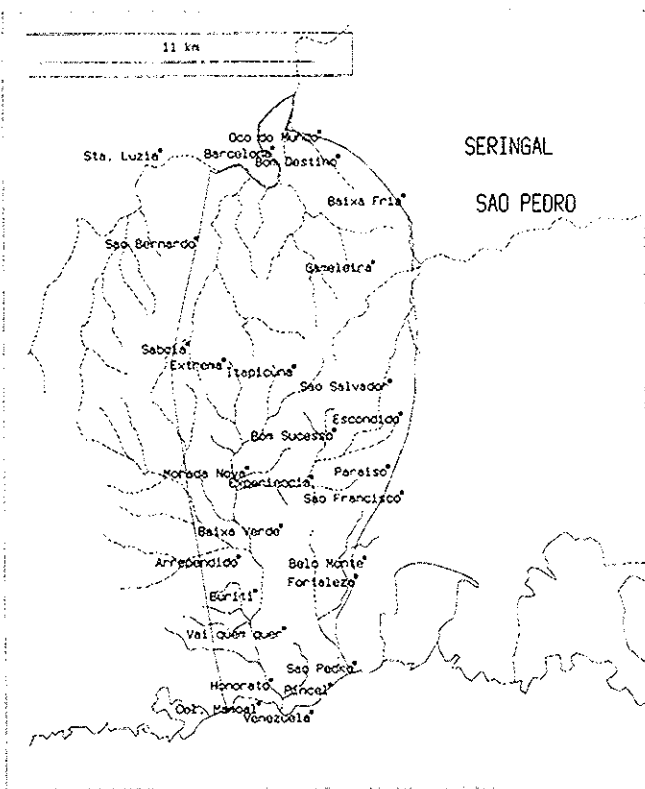 11 km
SERINGAL
SAO PEDRO
Oco do Mundo
Sta. Luzia
Barcelona
Bom Destino
Baixa Fria
Sao Bernardo
Gameleira
Saboia
Extrema
Itapicuna
Sao Salvador
Escondido
Bom Sucesso
Morada Nova
Experiencia
Paraiso
Sao Francisco
Baixa Verde
Arrependido
Belo Monte
Fortaleza
Buriti
Vai quem quer
Sao Pedro
Honorato
Pincel
Col. Manoal
Venezuela